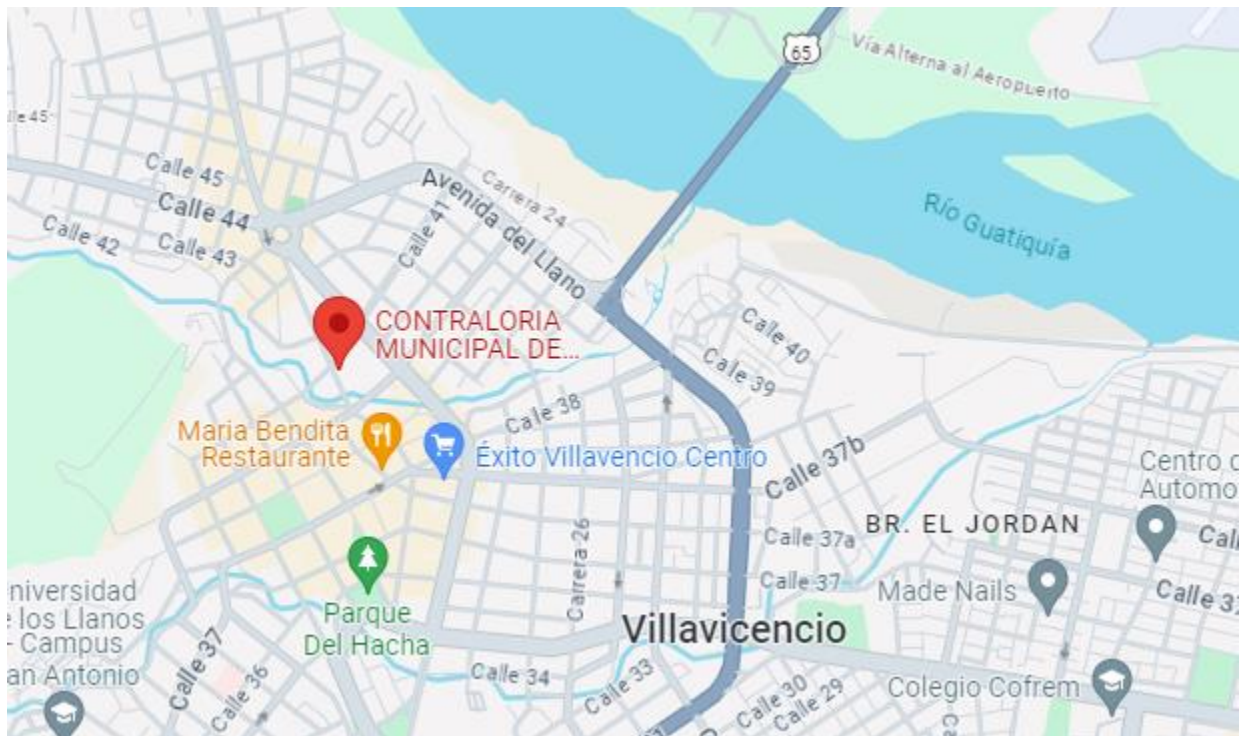 65
Vía Alterna al Aeropuerto
lle 45
Calle 45
Calle 44
Calle 43
Calle 42
Calle 41
Carrera 24
Avenida del Llano
Río Guatiquía
CONTRALORIA
MUNICIPAL DE...
Calle 40
Calle 39
Calle 38
Maria Bendita
Restaurante
Éxito Villavencio Centro
Calle 37b
Centro d
Automo
BR. EL JORDAN
Calle 37a
Call
Carrera 26
Calle 37
Made Nails
Calle 37
niversidad
e los Llanos
- Campus
an Antonio
Parque
Del Hacha
Villavicencio
Calle 37
Calle 36
Calle 34
Calle 33
Calle 30
Calle 29
Colegio Cofrem